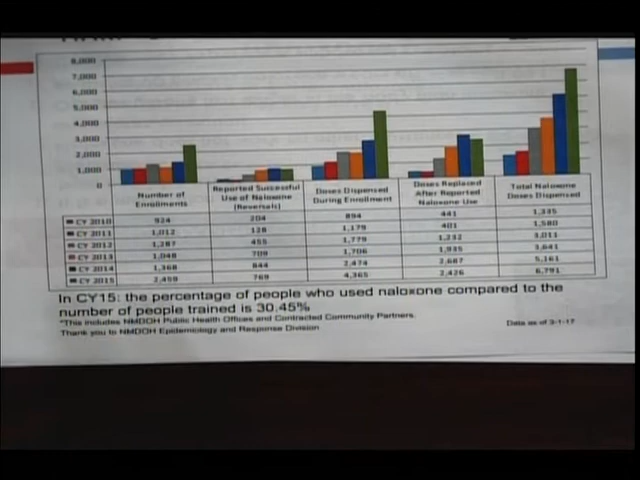 8,000
7,000
6,000
5,000
4,000
3,000
2,000
1,000
0
Number of Enrollments
Reported Successful Use of Naloxone (Reversals)
Doses Dispensed During Enrollment
Doses Replaced After Reported Naloxone Use
Total Naloxone Doses Dispensed
CY 2010 924 204 894 441 1,335
CY 2011 1,012 128 1,179 401 1,580
CY 2012 1,287 455 1,779 1,232 3,011
CY 2013 1,048 709 1,706 1,935 3,641
CY 2014 1,368 844 2,474 2,687 5,161
CY 2015 2,459 769 4,365 2,426 6,791
In CY15: the percentage of people who used naloxone compared to the
number of people trained is 30.45%
*This includes NMDOH Public Health Offices and Contracted Community Partners.
Thank you to NMDOH Epidemiology and Response Division
Data as of 3-1-17